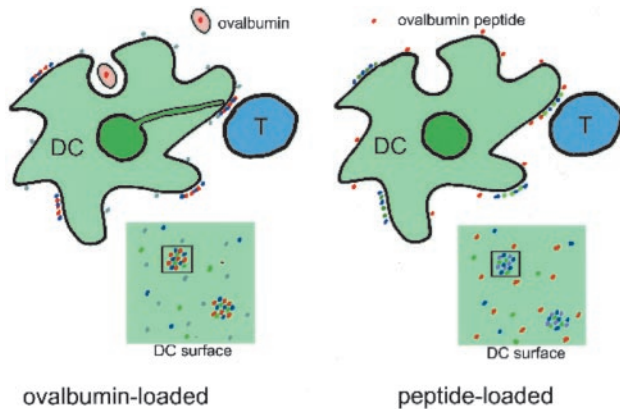 ovalbumin
ovalbumin peptide
DC
T
DC
T
DC surface
DC surface
ovalbumin-loaded
peptide-loaded